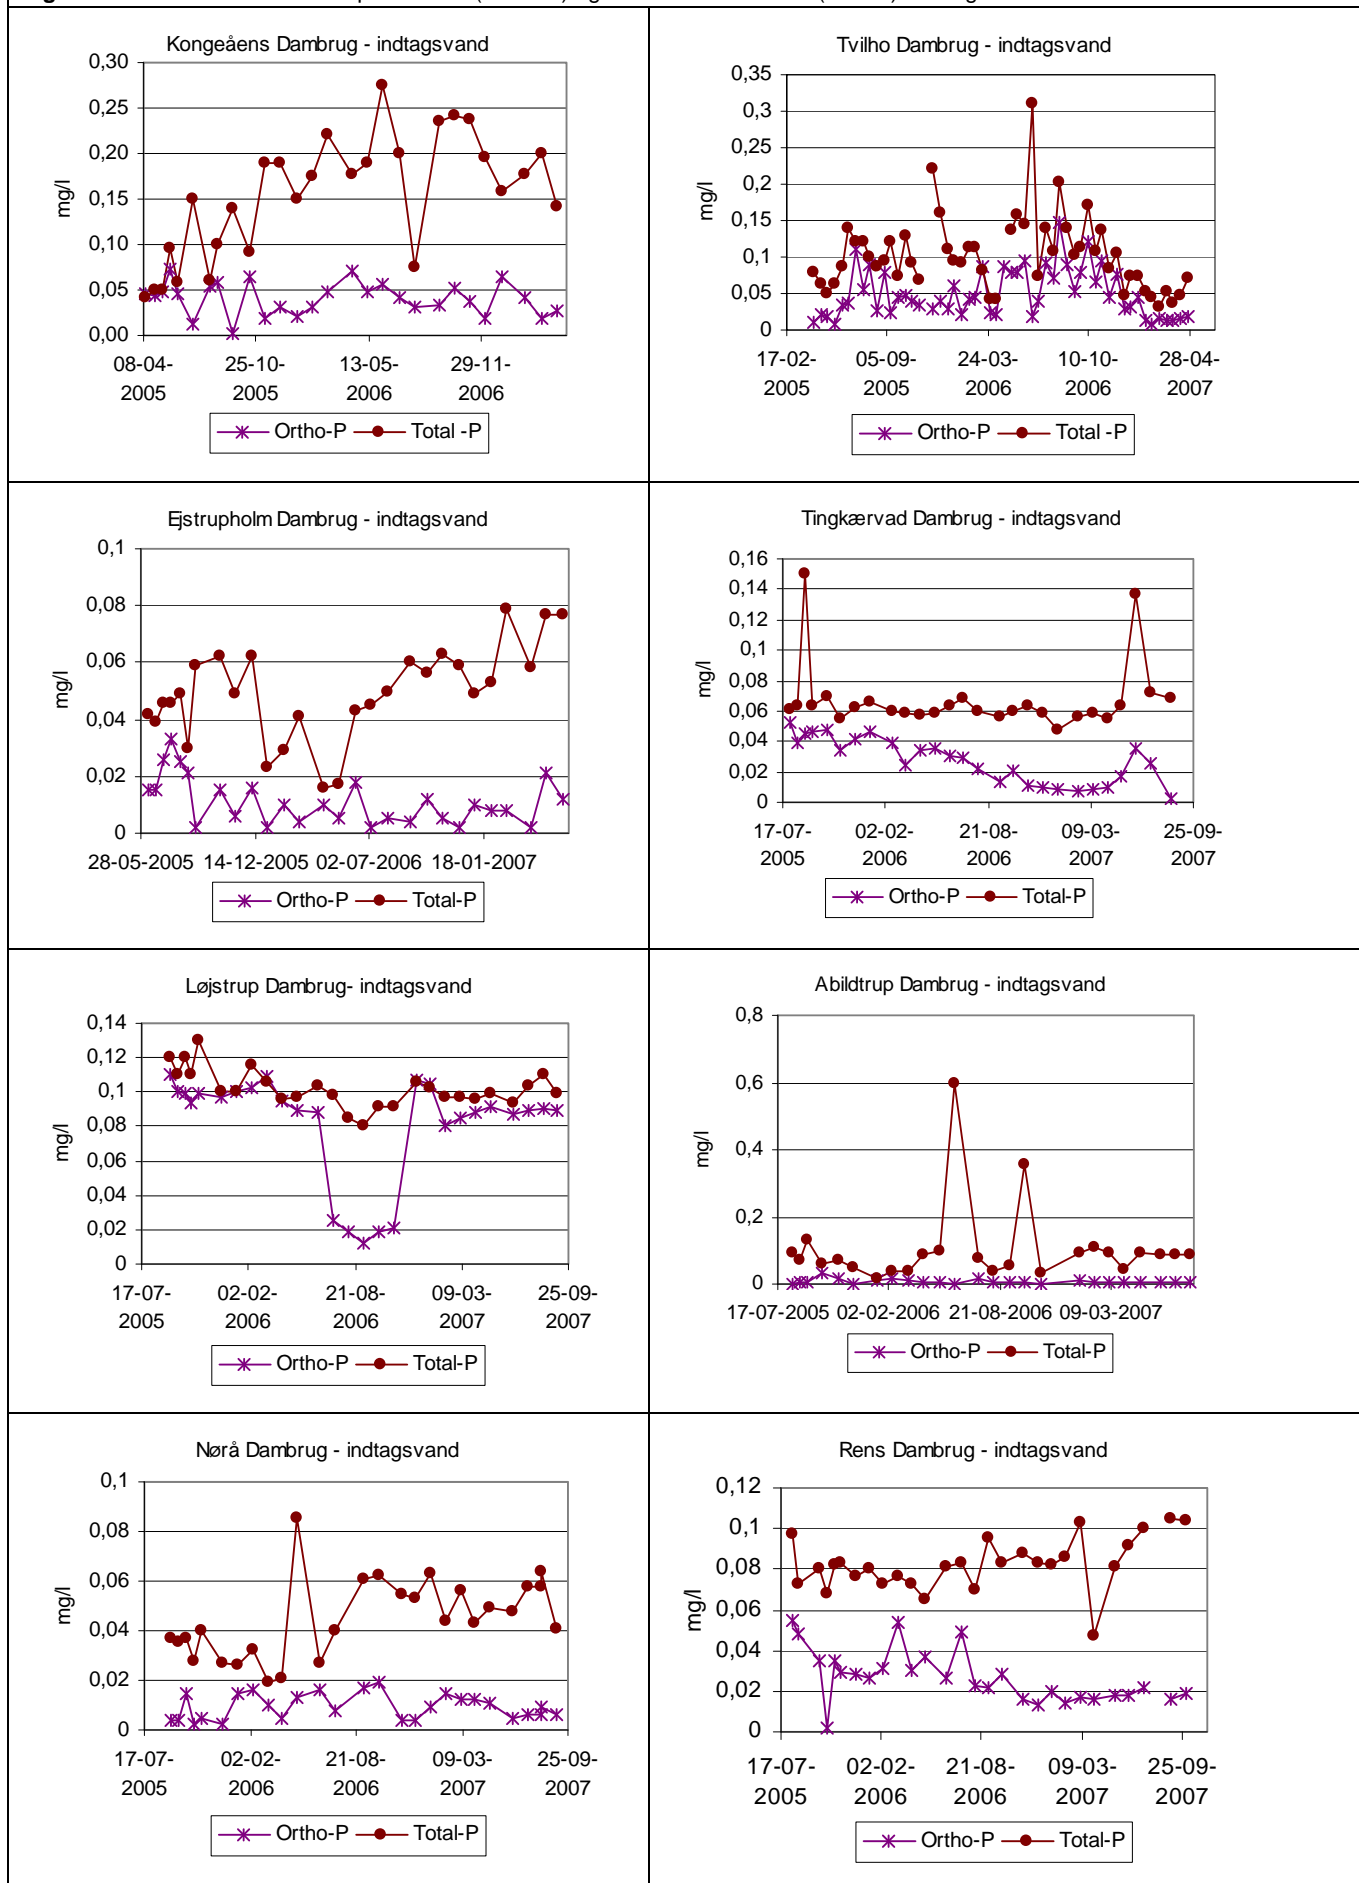 Kongeåens Dambrug - indtagsvand
0,30
0,25
0,20
0,15
0,10
0,05
0,00
mg/l
08-04-2005
25-10-2005
13-05-2006
29-11-2006
Ortho-P
Total -P
Tvilho Dambrug - indtagsvand
0,35
0,3
0,25
0,2
0,15
0,1
0,05
0
mg/l
17-02-2005
05-09-2005
24-03-2006
10-10-2006
28-04-2007
Ortho-P
Total -P
Ejstrupholm Dambrug - indtagsvand
0,1
0,08
0,06
0,04
0,02
0
mg/l
28-05-2005
14-12-2005
02-07-2006
18-01-2007
Ortho-P
Total-P
Tingkærvad Dambrug - indtagsvand
0,16
0,14
0,12
0,1
0,08
0,06
0,04
0,02
0
mg/l
17-07-2005
02-02-2006
21-08-2006
09-03-2007
25-09-2007
Ortho-P
Total-P
Løjstrup Dambrug- indtagsvand
0,14
0,12
0,1
0,08
0,06
0,04
0,02
0
mg/l
17-07-2005
02-02-2006
21-08-2006
09-03-2007
25-09-2007
Ortho-P
Total-P
Abildtrup Dambrug - indtagsvand
0,8
0,6
0,4
0,2
0
mg/l
17-07-2005
02-02-2006
21-08-2006
09-03-2007
Ortho-P
Total-P
Nørå Dambrug - indtagsvand
0,1
0,08
0,06
0,04
0,02
0
mg/l
17-07-2005
02-02-2006
21-08-2006
09-03-2007
25-09-2007
Ortho-P
Total-P
Rens Dambrug - indtagsvand
0,12
0,1
0,08
0,06
0,04
0,02
0
mg/l
17-07-2005
02-02-2006
21-08-2006
09-03-2007
25-09-2007
Ortho-P
Total-P